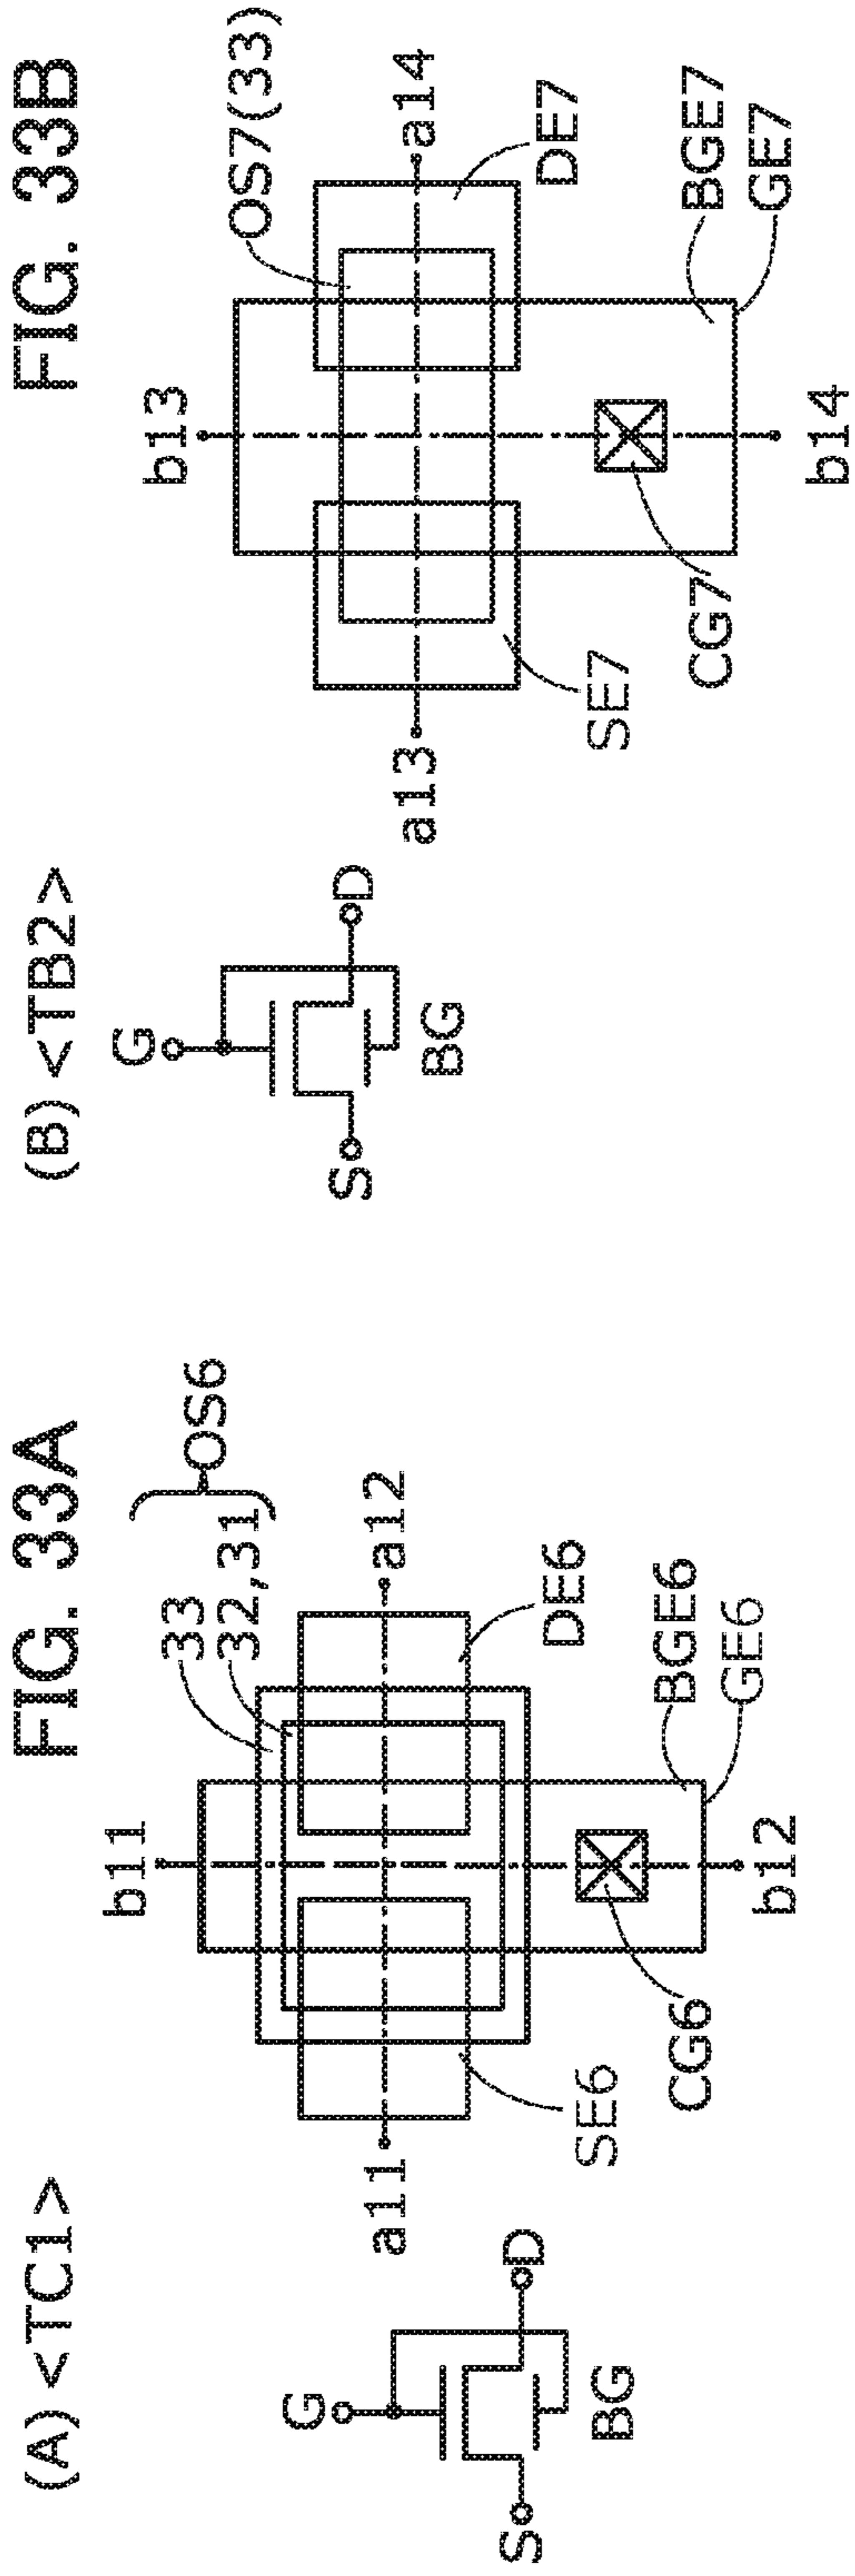 FIG. 33A
(A) <TC1>
G
S
D
BG
b11
33
32,31
OS6
a11
a12
SE6
DE6
CG6
BGE6
GE6
b12
FIG. 33B
(B) <TB2>
G
S
D
BG
b13
OS7(33)
a13
a14
SE7
DE7
CG7
BGE7
GE7
b14